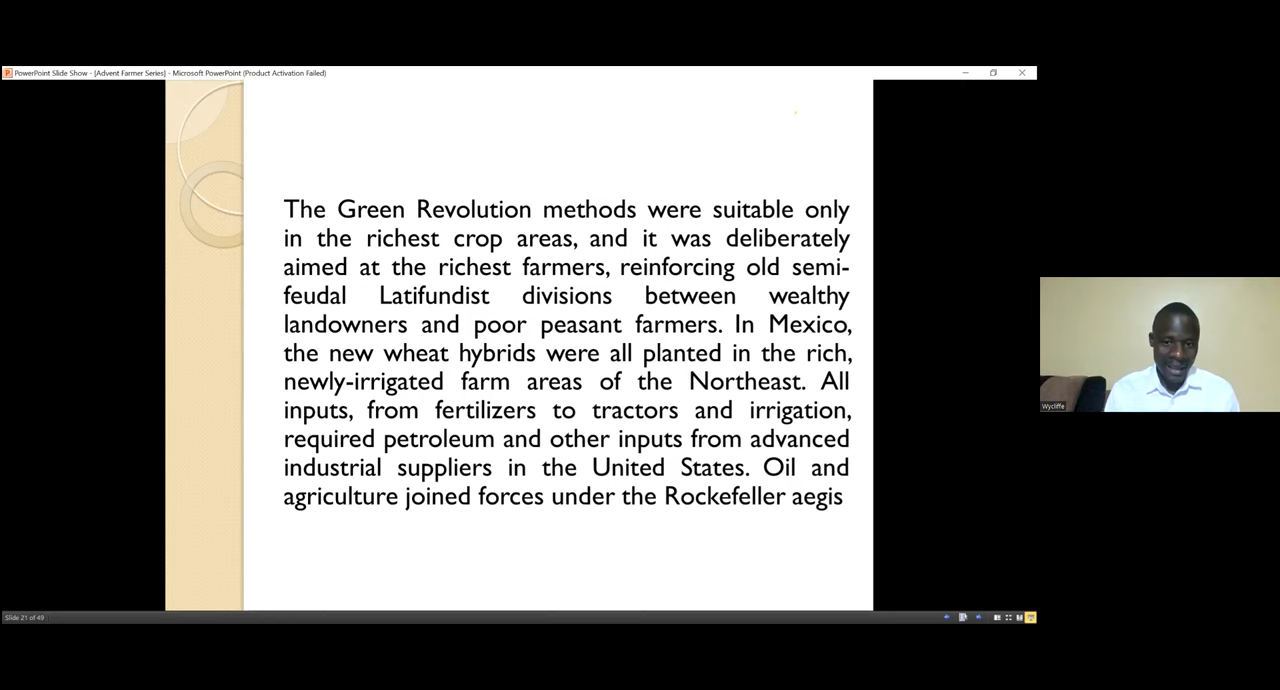 PowerPoint Slide Show - [Advent Farmer Series] - Microsoft PowerPoint (Product Activation Failed)
The Green Revolution methods were suitable only
in the richest crop areas, and it was deliberately
aimed at the richest farmers, reinforcing old semi-
feudal Latifundist divisions between wealthy
landowners and poor peasant farmers. In Mexico,
the new wheat hybrids were all planted in the rich,
newly-irrigated farm areas of the Northeast. All
inputs, from fertilizers to tractors and irrigation,
required petroleum and other inputs from advanced
industrial suppliers in the United States. Oil and
agriculture joined forces under the Rockefeller aegis
Wycliffe
Slide 21 of 49